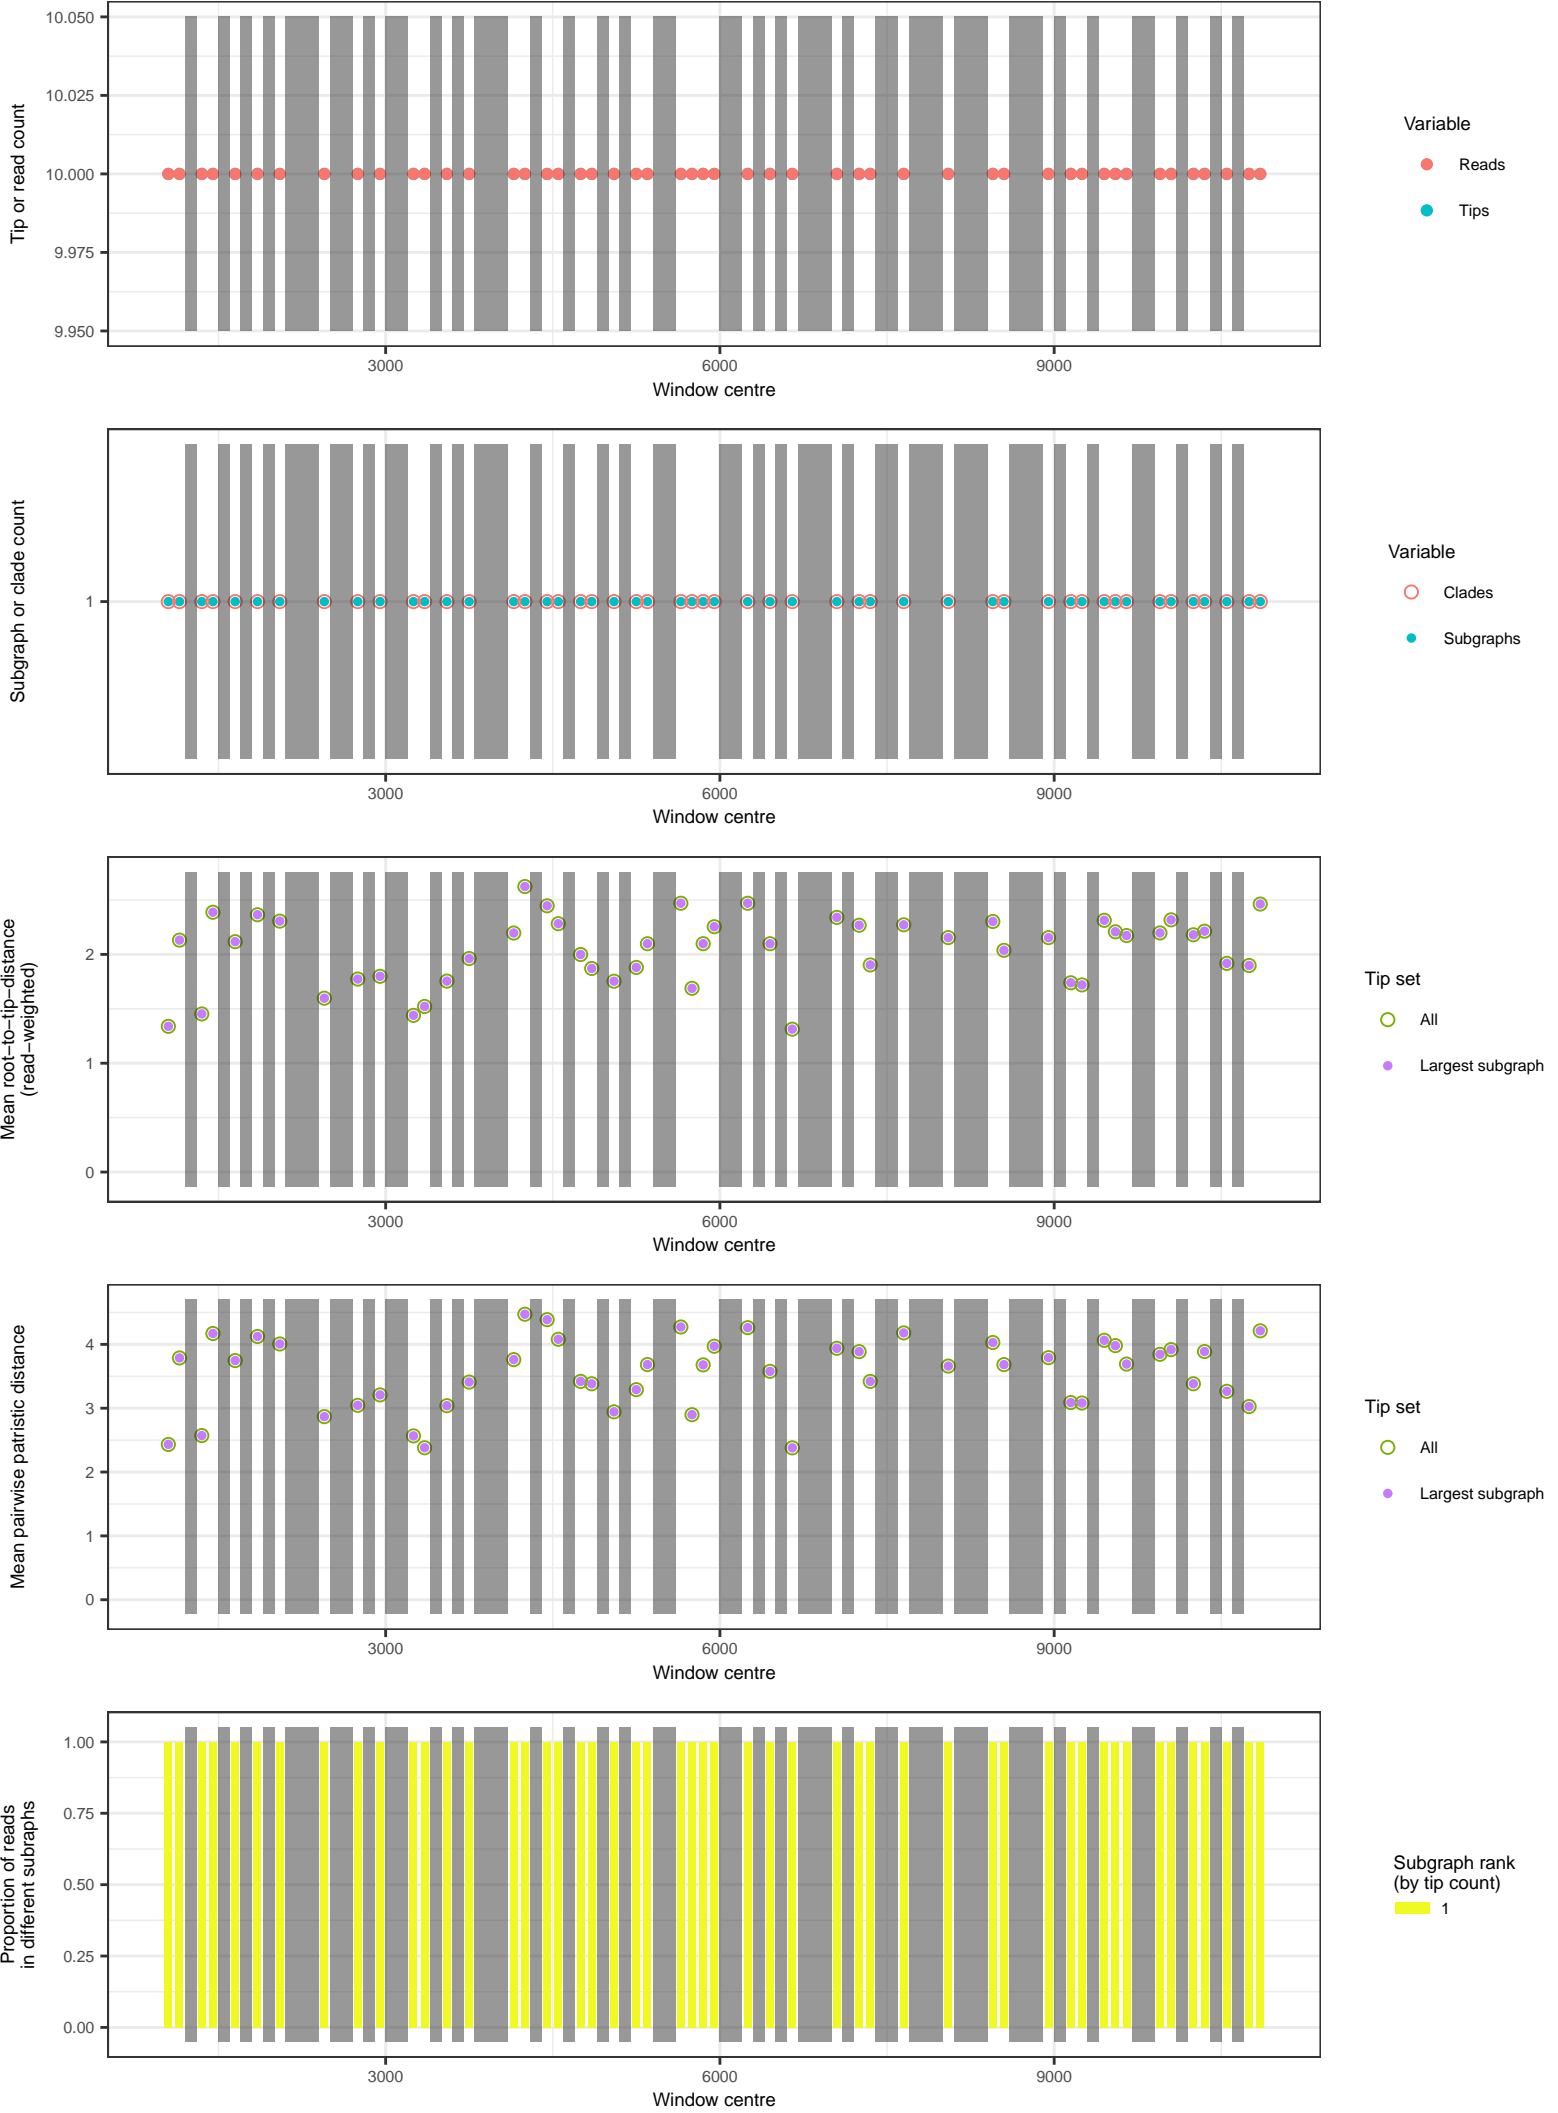 10.050
10.025
10.000
9.975
9.950
Tip or read count
3000
6000
9000
Window centre
Variable
Reads
Tips
1
Subgraph or clade count
3000
6000
9000
Window centre
Variable
Clades
Subgraphs
2
1
0
Mean root−to−tip−distance
(read−weighted)
3000
6000
9000
Window centre
Tip set
All
Largest subgraph
4
3
2
1
0
Mean pairwise patristic distance
3000
6000
9000
Window centre
Tip set
All
Largest subgraph
1.00
0.75
0.50
0.25
0.00
Proportion of reads
in different subraphs
3000
6000
9000
Window centre
Subgraph rank
(by tip count)
1